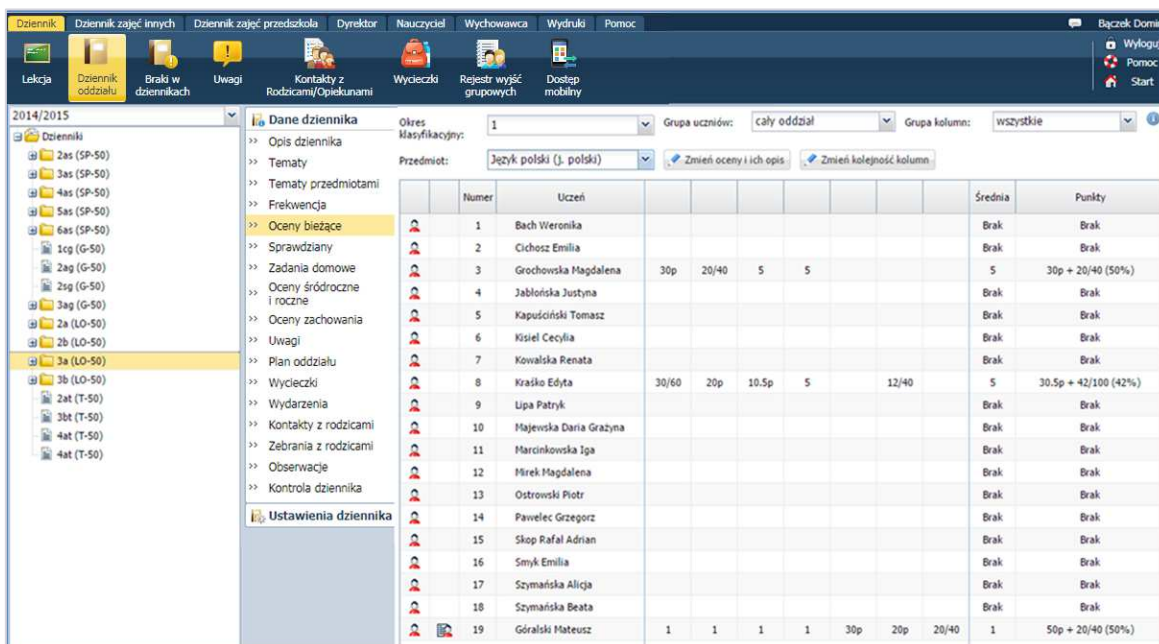 Dziennik Dziennik zajęć innych Dziennik zajęć przedszkola Dyrektor Nauczyciel Wychowawca Wydruki Pomoc Bączek Domi
Wyloguj
Pomoc
Start
Lekcja Dziennik oddziału Braki w dziennikach Uwagi Kontakty z Rodzicami/Opiekunami Wycieczki Rejestr wyjść grupowych Dostęp mobilny
2014/2015
Dzienniki
2as (SP-50)
3as (SP-50)
4as (SP-50)
5as (SP-50)
6as (SP-50)
1cg (G-50)
2ag (G-50)
2sg (G-50)
3ag (G-50)
2a (LO-50)
2b (LO-50)
3a (LO-50)
3b (LO-50)
2at (T-50)
3bt (T-50)
4at (T-50)
4at (T-50)
Dane dziennika
Opis dziennika
Tematy
Tematy przedmiotami
Frekwencja
Oceny bieżące
Sprawdziany
Zadania domowe
Oceny śródroczne
i roczne
Oceny zachowania
Uwagi
Plan oddziału
Wycieczki
Wydarzenia
Kontakty z rodzicami
Zebrania z rodzicami
Obserwacje
Kontrola dziennika
Ustawienia dziennika
Okres klasyfikacyjny: 1 Grupa uczniów: cały oddział Grupa kolumn: wszystkie
Przedmiot: Język polski (j. polski) Zmień oceny i ich opis Zmień kolejność kolumn
Numer Uczeń Średnia Punkty
1 Bach Weronika Brak Brak
2 Cichosz Emilia Brak Brak
3 Grochowska Magdalena 30p 20/40 5 5 5 30p + 20/40 (50%)
4 Jabłońska Justyna Brak Brak
5 Kapuściński Tomasz Brak Brak
6 Kisiel Cecylia Brak Brak
7 Kowalska Renata Brak Brak
8 Kraśko Edyta 30/60 20p 10.5p 5 12/40 5 30.5p + 42/100 (42%)
9 Lipa Patryk Brak Brak
10 Majewska Daria Grażyna Brak Brak
11 Marcinkowska Iga Brak Brak
12 Mirek Magdalena Brak Brak
13 Ostrowski Piotr Brak Brak
14 Pawelec Grzegorz Brak Brak
15 Skop Rafał Adrian Brak Brak
16 Smyk Emilia Brak Brak
17 Szymańska Alicja Brak Brak
18 Szymańska Beata Brak Brak
19 Góralski Mateusz 1 1 1 1 30p 20p 20/40 1 50p + 20/40 (50%)